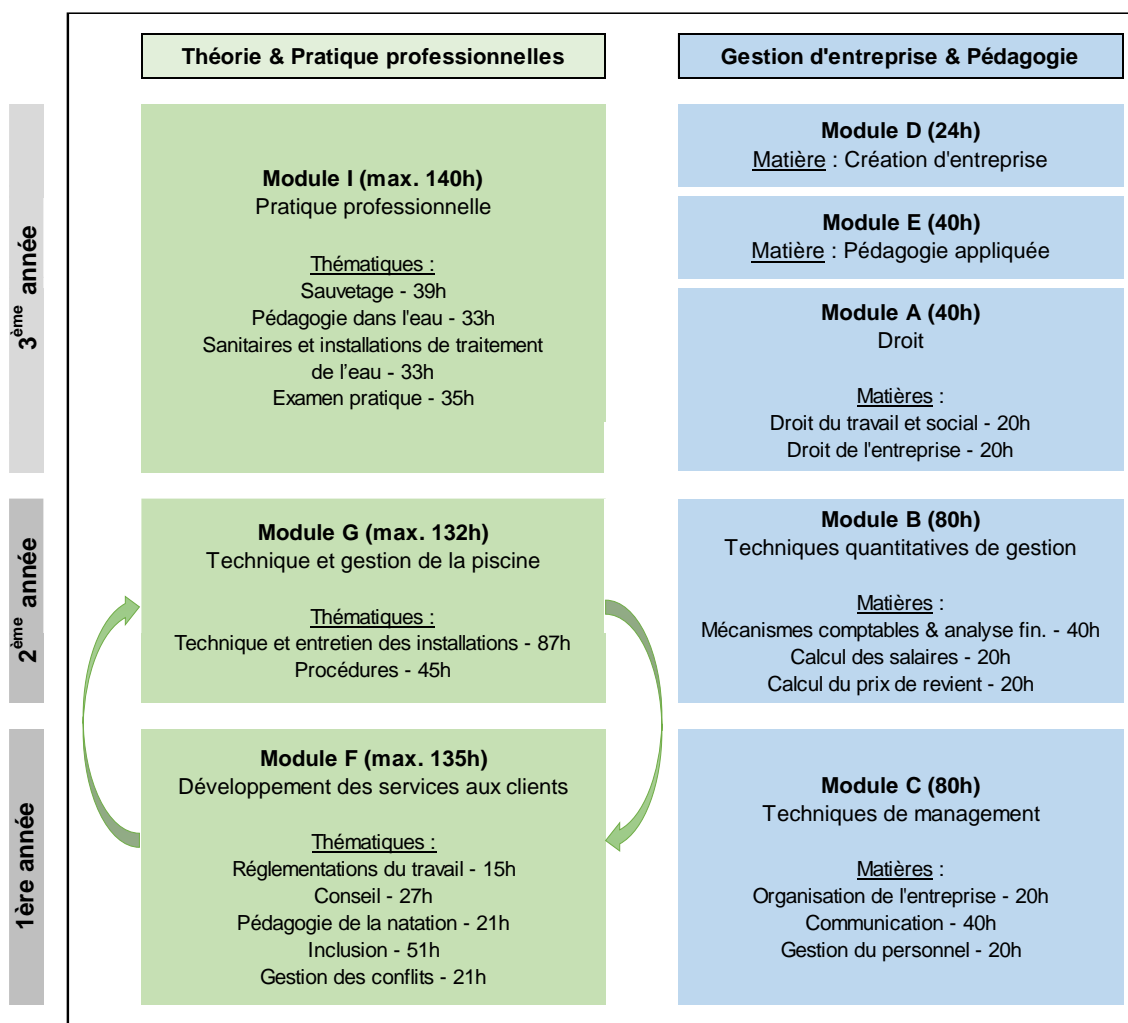 Théorie & Pratique professionnelles
Gestion d'entreprise & Pédagogie
3ème année
Module I (max. 140h)
Pratique professionnelle
Thématiques :
Sauvetage - 39h
Pédagogie dans l'eau - 33h
Sanitaires et installations de traitement
de l’eau - 33h
Examen pratique - 35h
Module D (24h)
Matière : Création d'entreprise
Module E (40h)
Matière : Pédagogie appliquée
Module A (40h)
Droit
Matières :
Droit du travail et social - 20h
Droit de l'entreprise - 20h
2ème année
Module G (max. 132h)
Technique et gestion de la piscine
Thématiques :
Technique et entretien des installations - 87h
Procédures - 45h
Module B (80h)
Techniques quantitatives de gestion
Matières :
Mécanismes comptables & analyse fin. - 40h
Calcul des salaires - 20h
Calcul du prix de revient - 20h
1ère année
Module F (max. 135h)
Développement des services aux clients
Thématiques :
Réglementations du travail - 15h
Conseil - 27h
Pédagogie de la natation - 21h
Inclusion - 51h
Gestion des conflits - 21h
Module C (80h)
Techniques de management
Matières :
Organisation de l'entreprise - 20h
Communication - 40h
Gestion du personnel - 20h